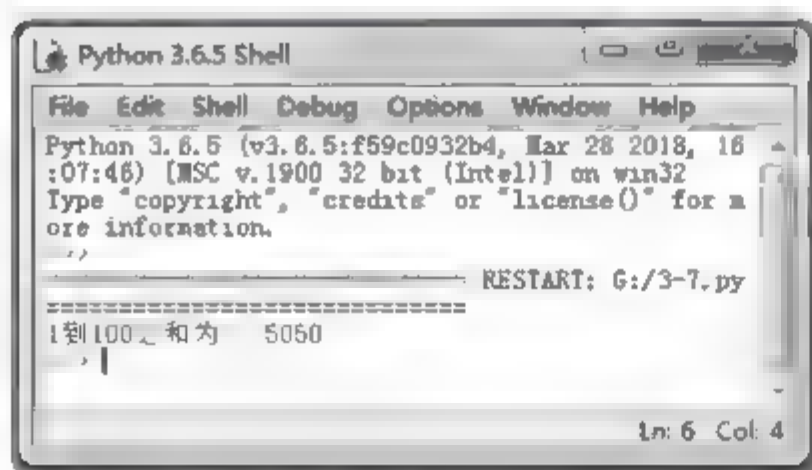 Python 3.6.5 Shell
File Edit Shell Debug Options Window Help
Python 3.6.5 (v3.6.5:f59c0932b4, Mar 28 2018, 16
:07:46) [MSC v.1900 32 bit (Intel)] on win32
Type "copyright", "credits" or "license()" for m
ore information.
RESTART: G:/3-7.py
==============================
1到100 和为 5050
Ln: 6 Col: 4